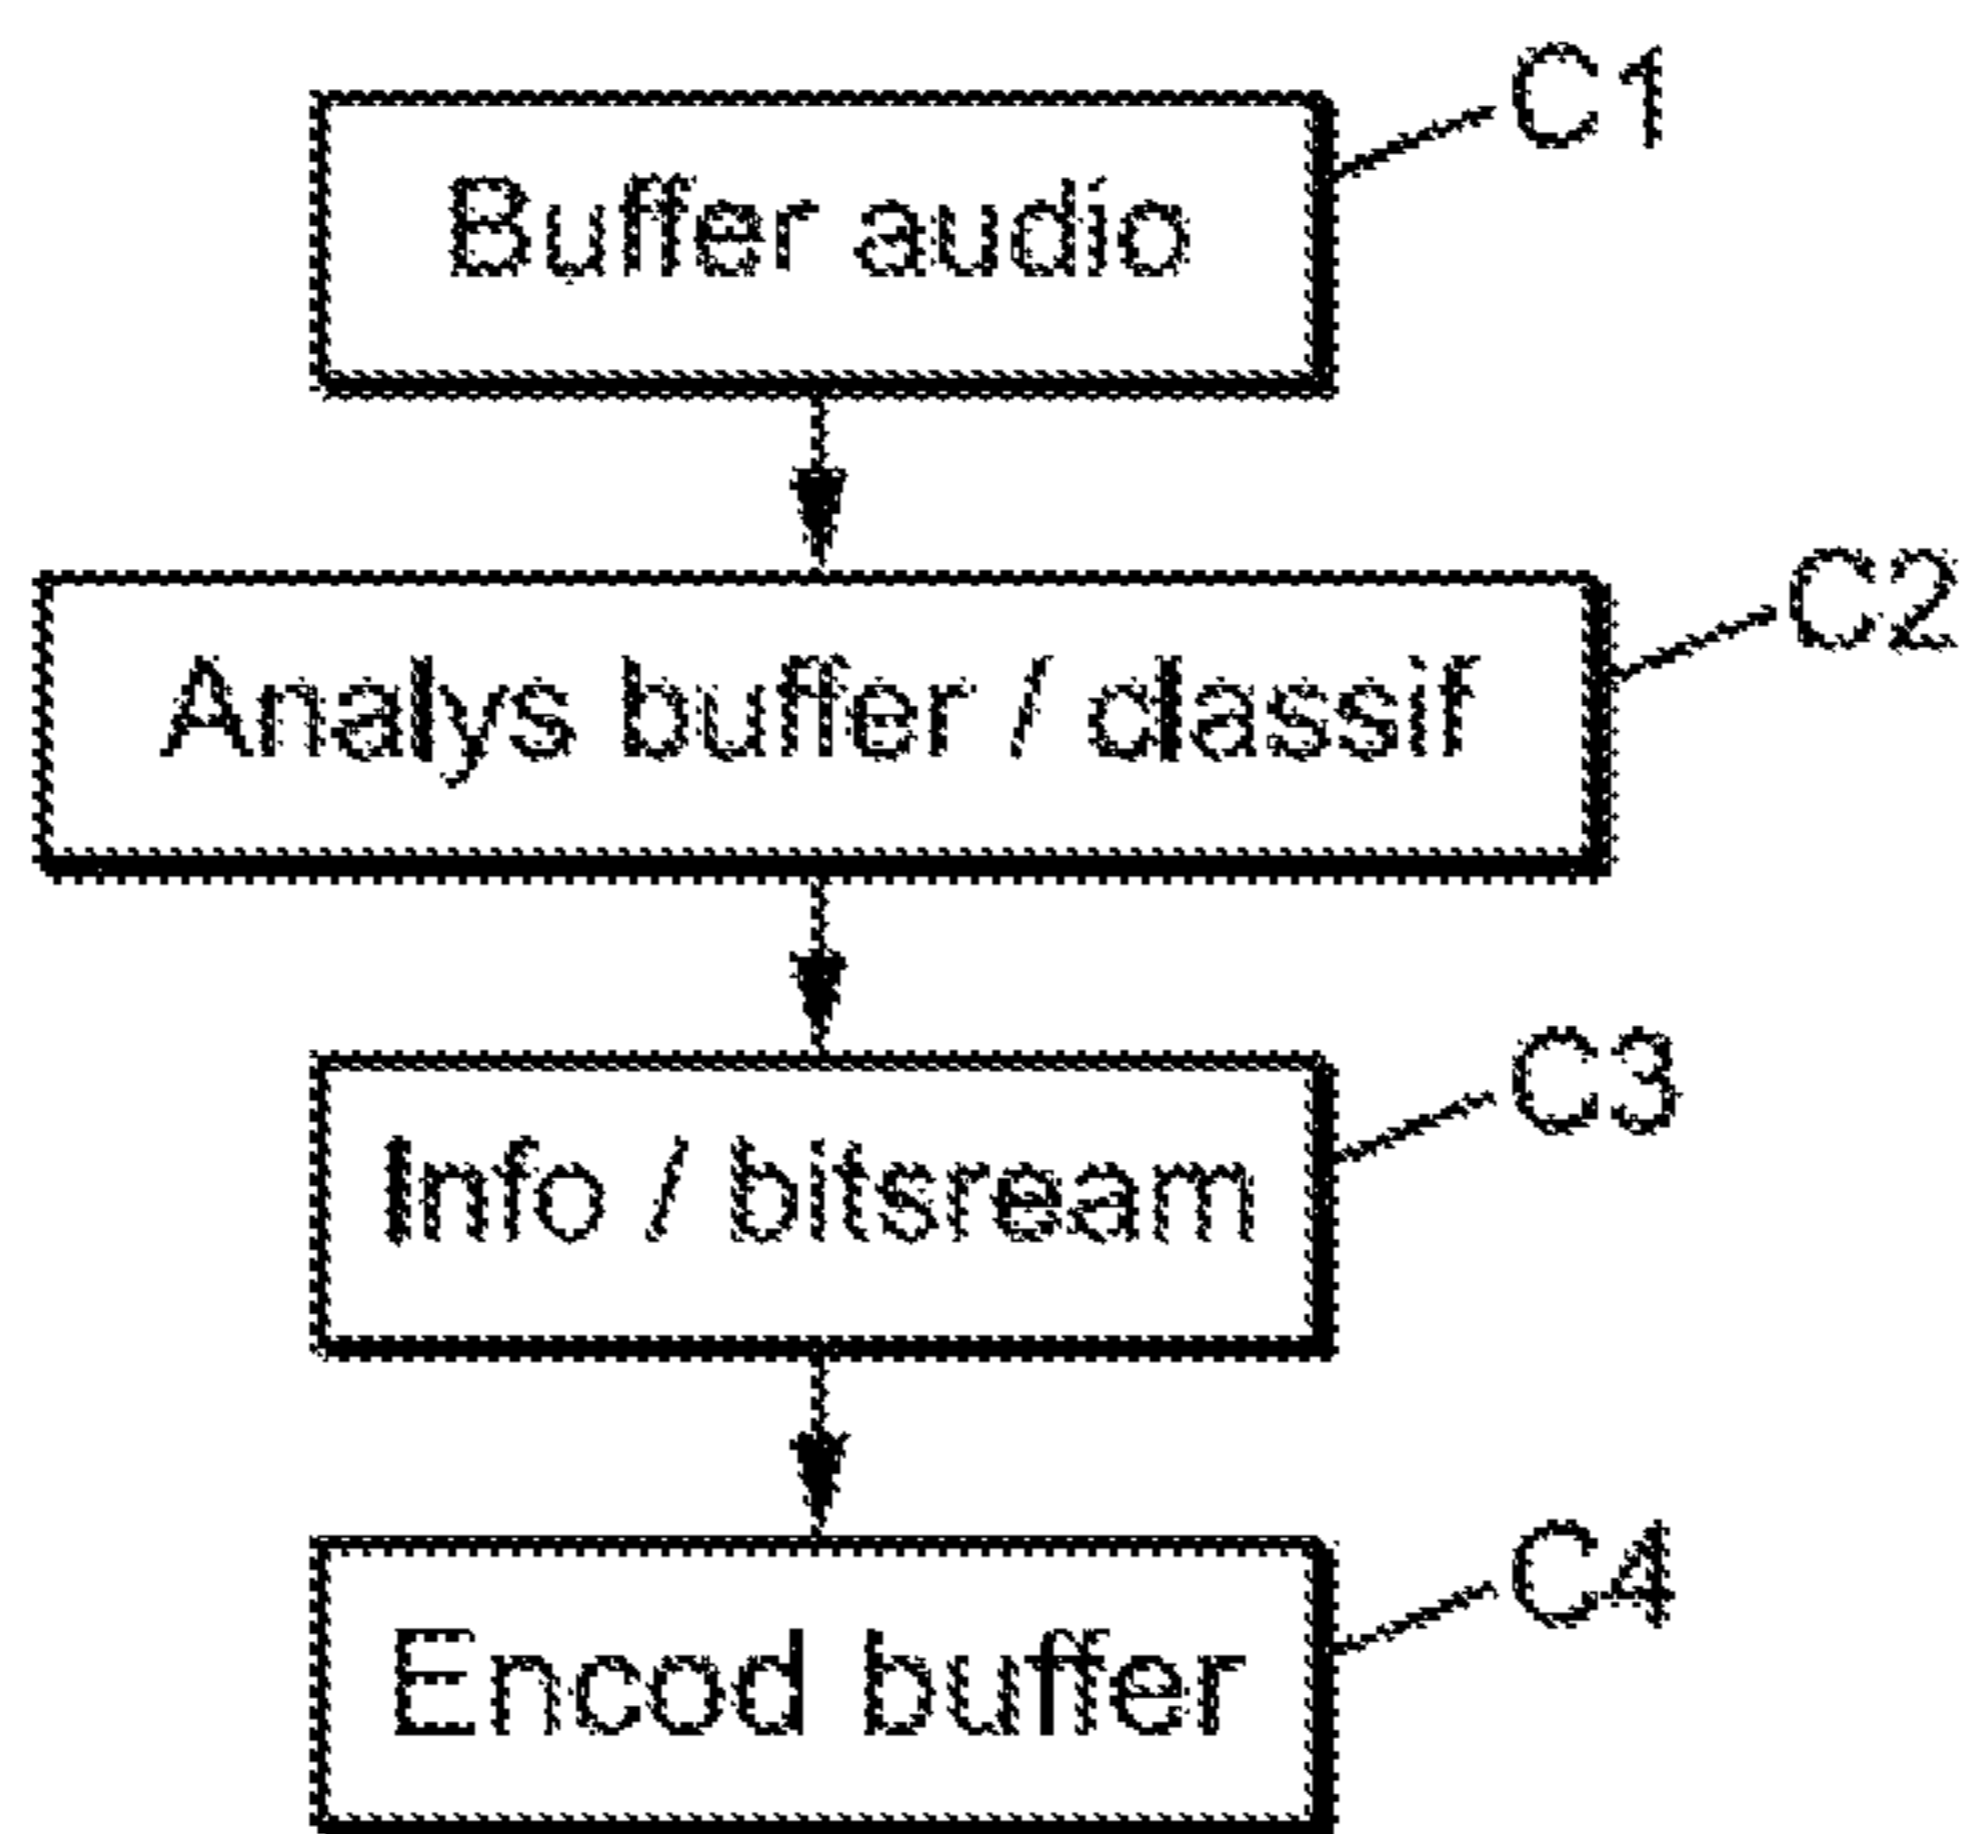 C1
Buffer audio
C2
Analys buffer / classif
C3
Info / bitsream
C4
Encod buffer